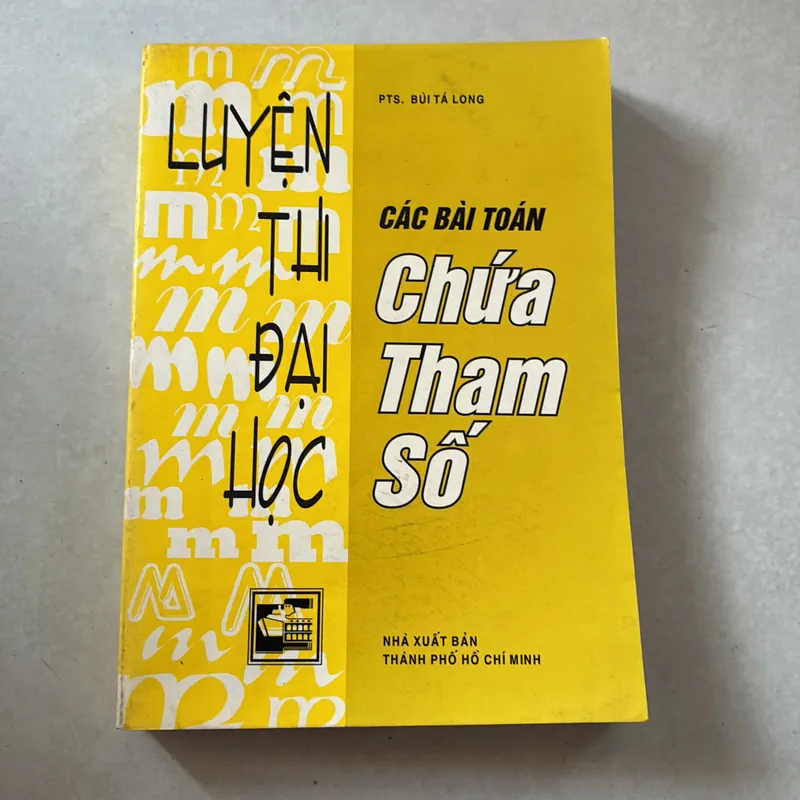 LUYỆN
THI
ĐẠI
HỌC
PTS. BÙI TÁ LONG
CÁC BÀI TOÁN
Chứa
Tham
Số
NHÀ XUẤT BẢN
THÀNH PHỐ HỒ CHÍ MINH